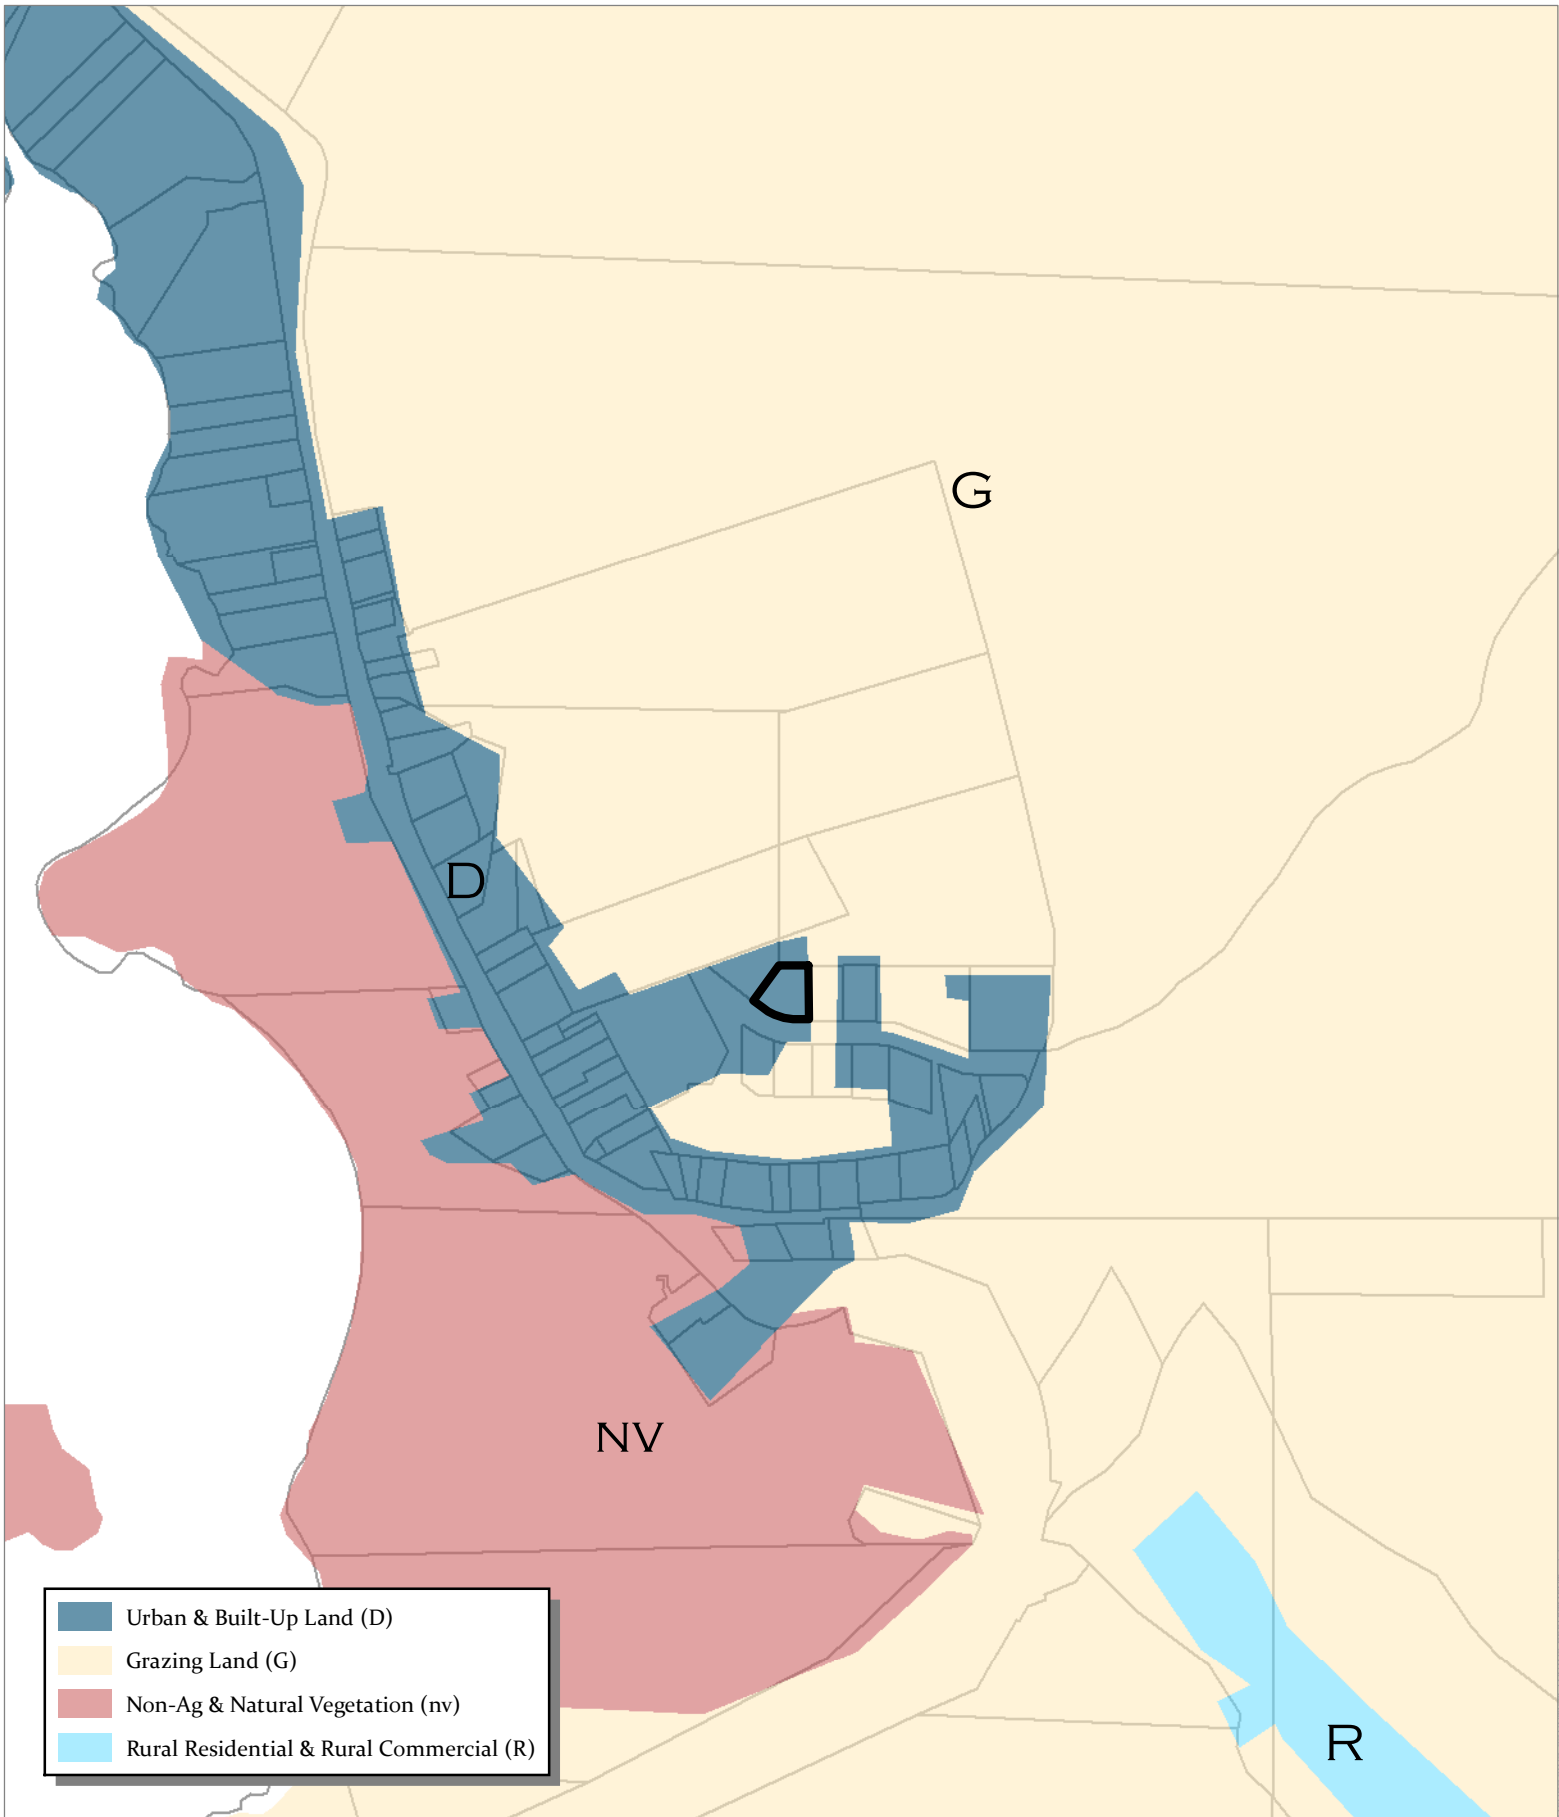 G
D
NV
Urban & Built-Up Land (D)
Grazing Land (G)
Non-Ag & Natural Vegetation (nv)
Rural Residential & Rural Commercial (R)
R